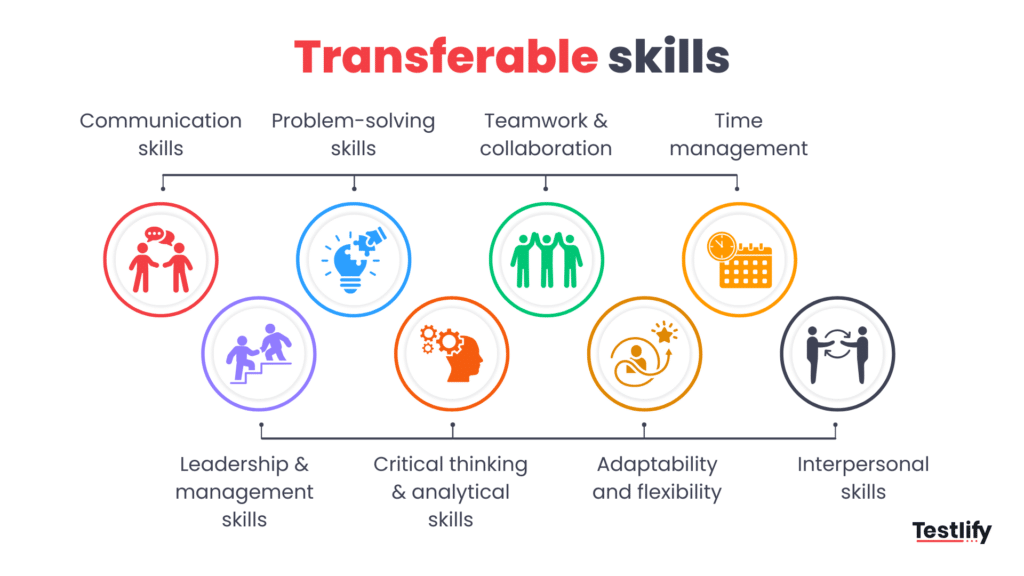 Transferable skills
Communication
skills
Problem-solving
skills
Teamwork &
collaboration
Time
management
Leadership &
management
skills
Critical thinking
& analytical
skills
Adaptability
and flexibility
Interpersonal
skills
Testlify